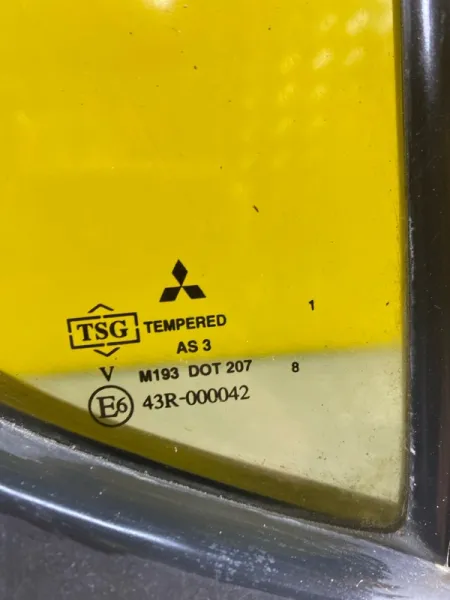 1
TSG TEMPERED
AS 3
V M193 DOT 207 8
E6 43R-000042